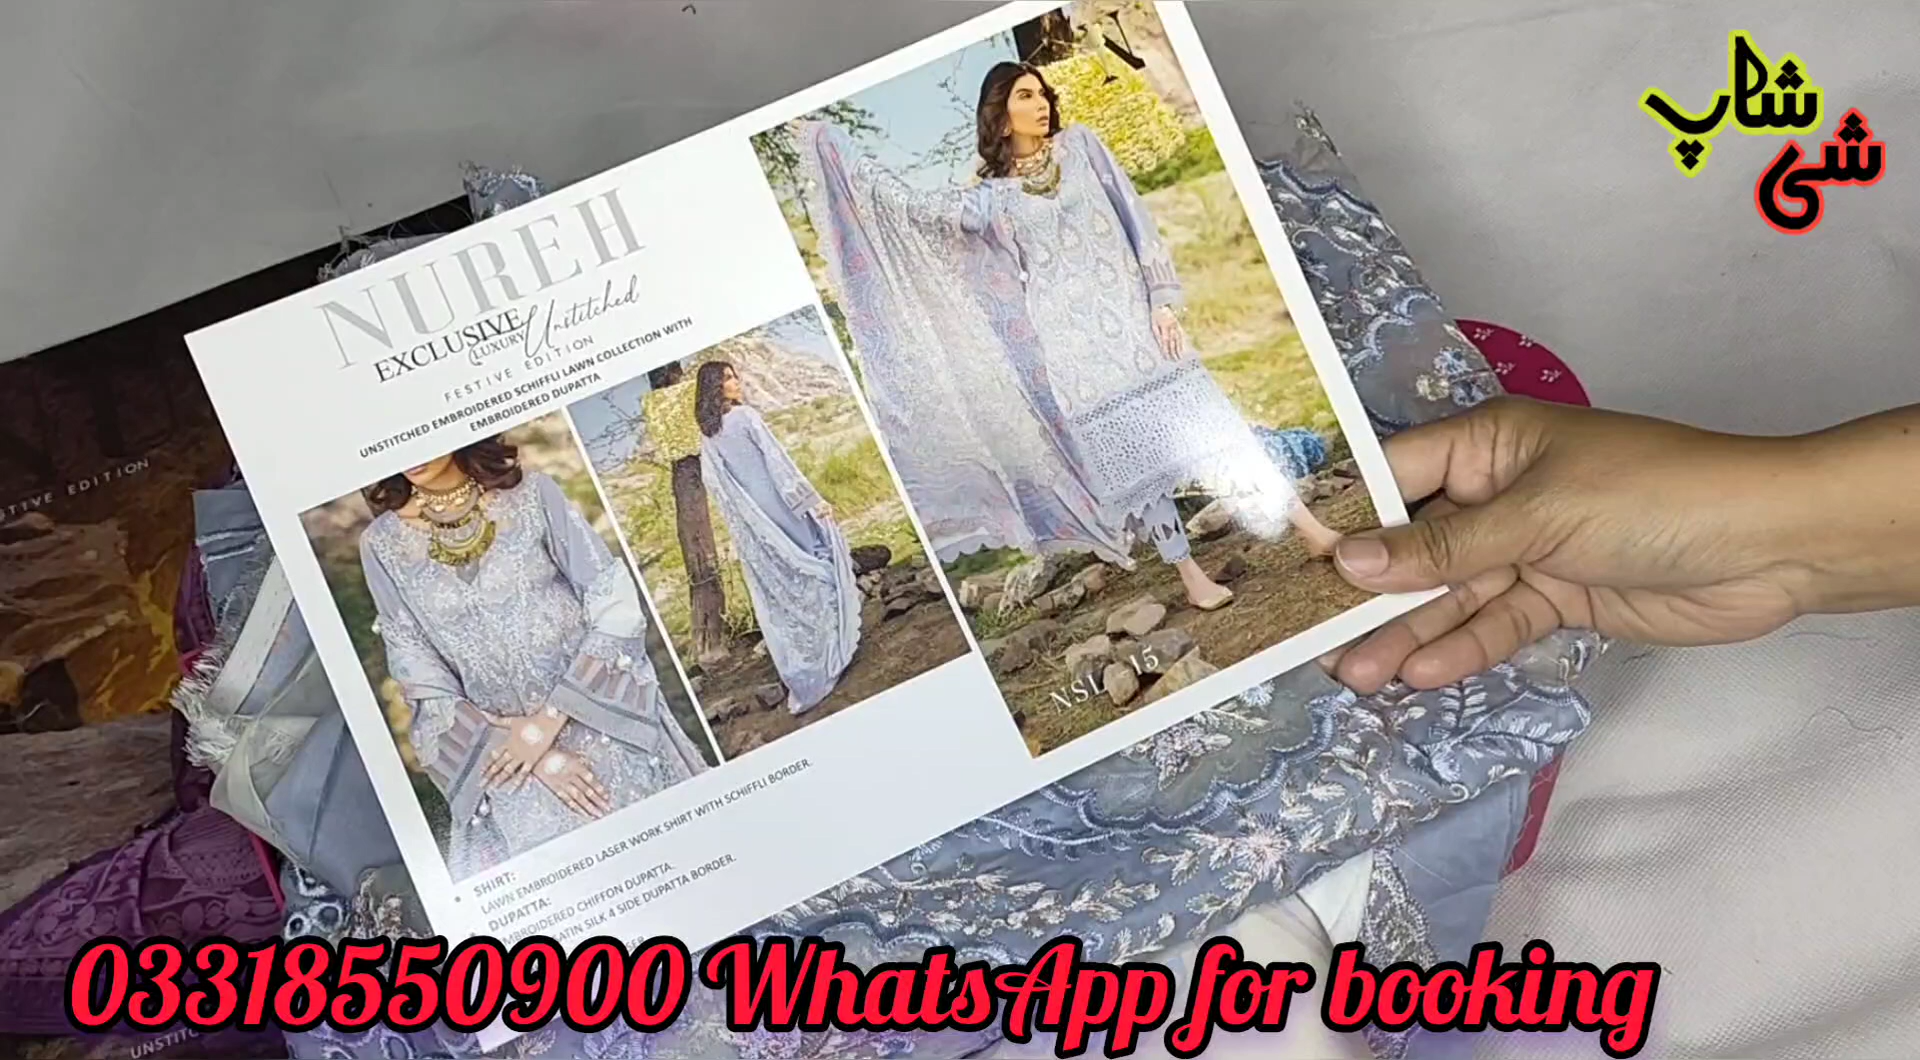 شاپ
شی
NUREH
EXCLUSIVE
LUXURY Unstitched
FESTIVE EDITION
UNSTITCHED EMBROIDERED SCHIFFLI LAWN COLLECTION WITH
EMBROIDERED DUPATTA
NSL 15
TIVE EDITION
• SHIRT:
LAWN EMBROIDERED LASER WORK SHIRT WITH SCHIFFLI BORDER.
• DUPATTA:
EMBROIDERED CHIFFON DUPATTA.
SATIN SILK 4 SIDE DUPATTA BORDER.
03318550900 WhatsApp for booking